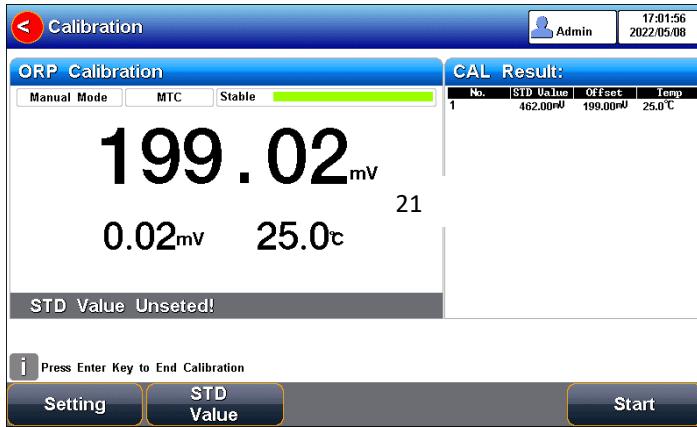 < Calibration
Admin
17:01:56
2022/05/08
ORP Calibration
Manual Mode MTC Stable
199.02mV
0.02mV 25.0℃
STD Value Unseted!
21
CAL Result:
No. STD Value Offset Temp
1 462.00mV 199.00mV 25.0℃
i Press Enter Key to End Calibration
Setting
STD
Value
Start